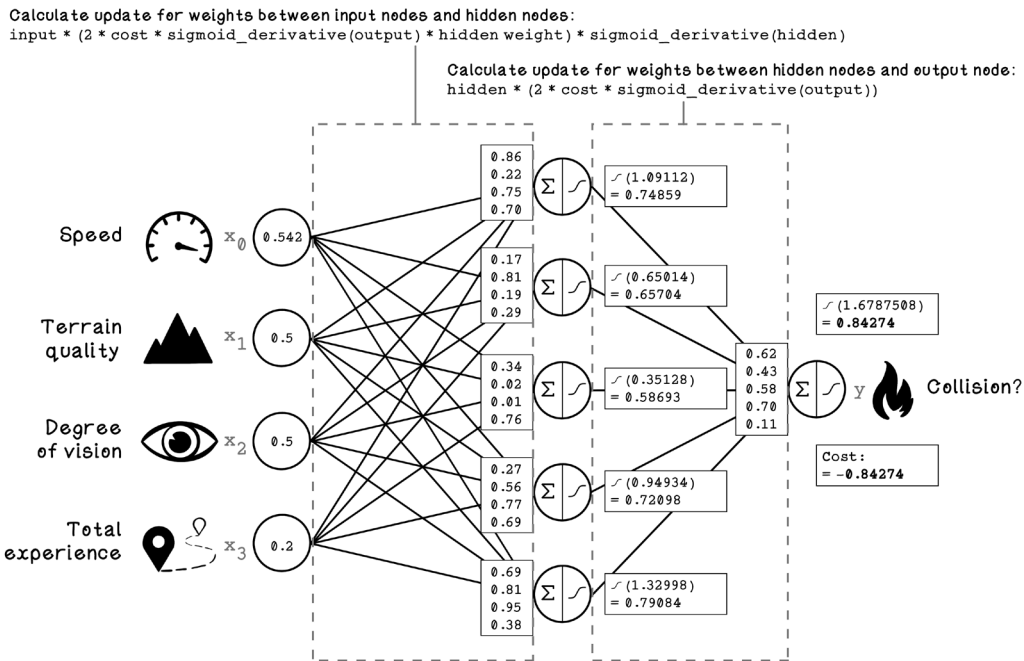 Calculate update for weights between input nodes and hidden nodes:
input * (2 * cost * sigmoid_derivative(output) * hidden weight) * sigmoid_derivative(hidden)
Calculate update for weights between hidden nodes and output node:
hidden * (2 * cost * sigmoid_derivative(output))
Speed
x0
0.542
Terrain
quality
x1
0.5
Degree
of vision
x2
0.5
Total
experience
x3
0.2
0.86
0.22
0.75
0.70
Σ
(1.09112)
= 0.74859
0.17
0.81
0.19
0.29
Σ
(0.65014)
= 0.65704
0.34
0.02
0.01
0.76
Σ
(0.35128)
= 0.58693
0.27
0.56
0.77
0.69
Σ
(0.94934)
= 0.72098
0.69
0.81
0.95
0.38
Σ
(1.32998)
= 0.79084
0.62
0.43
0.58
0.70
0.11
Σ
(1.6787508)
= 0.84274
y
Collision?
Cost:
= -0.84274